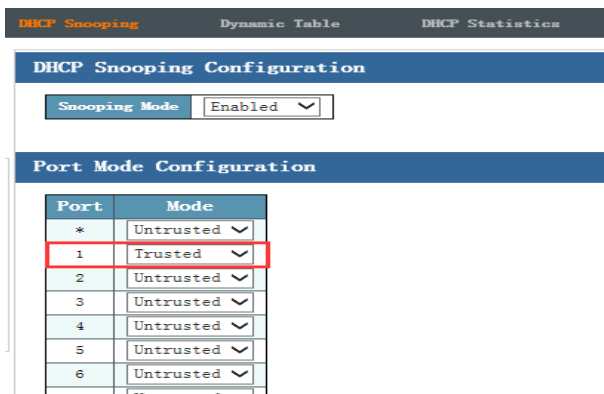 DHCP Snooping Dynamic Table DHCP Statistics
DHCP Snooping Configuration
Snooping Mode Enabled
Port Mode Configuration
Port Mode
* Untrusted
1 Trusted
2 Untrusted
3 Untrusted
4 Untrusted
5 Untrusted
6 Untrusted